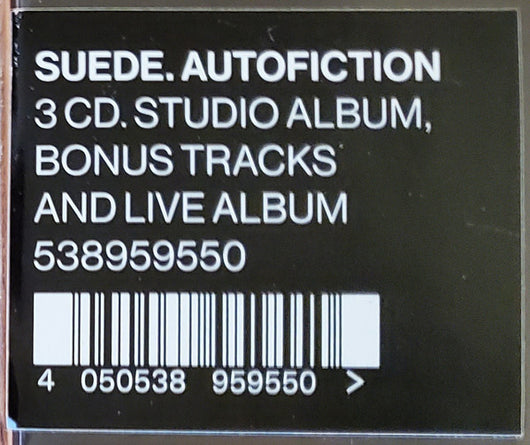 SUEDE. AUTOFICTION
3 CD. STUDIO ALBUM,
BONUS TRACKS
AND LIVE ALBUM
538959550
4 050538 959550 >